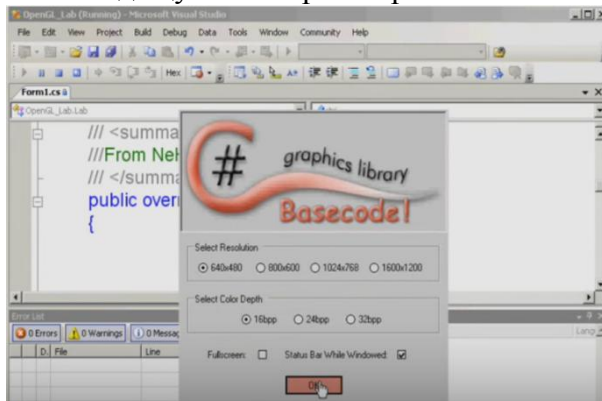 OpenGL_Lab (Running) - Microsoft Visual Studio
File Edit View Project Build Debug Data Tools Window Community Help
Hex
Form1.cs
OpenGL_Lab.Lab
/// <summa
///From NeH
/// </summa
public overr
{
C# graphics library
Basecode!
Select Resolution
640x480 800x600 1024x768 1600x1200
Select Color Depth
16bpp 24bpp 32bpp
Fullscreen: Status Bar While Windowed:
OK
Error List
0 Errors 0 Warnings 0 Messag
D. File Line